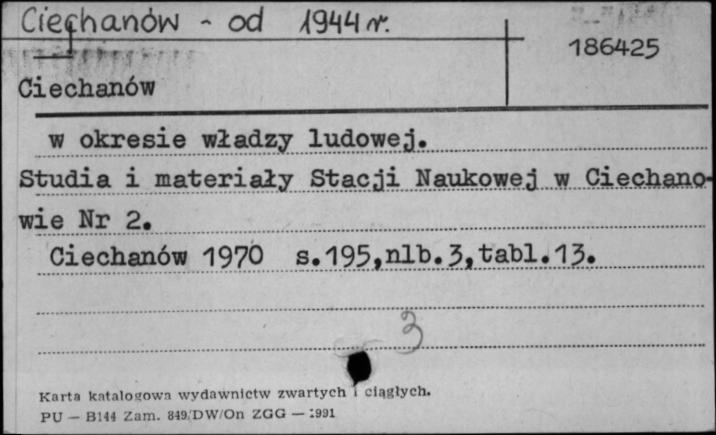 Ciechanów - od 1944 r.
186425
Ciechanów
w okresie władzy ludowej.
Studia i materiały Stacji Naukowej w Ciechano-
wie Nr 2.
Ciechanów 1970 s.195,nlb.3,tabl.13.
3
Karta katalogowa wydawnictw zwartych i ciągłych.
PU — B144 Zam. 849/DW/On ZGG — 1991